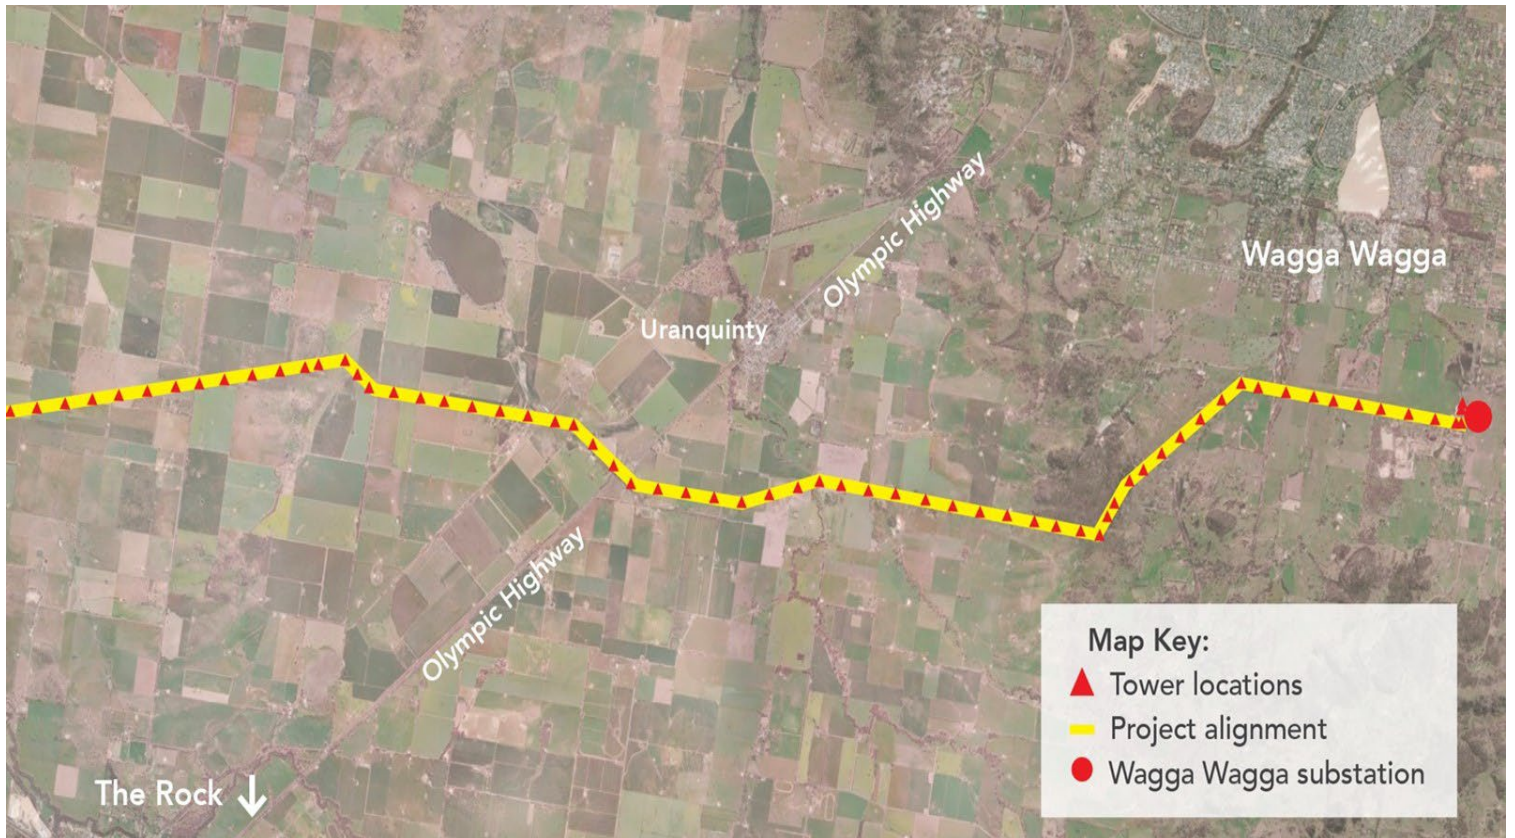 Olympic Highway
Wagga Wagga
Uranquinty
Olympic Highway
Map Key:
Tower locations
Project alignment
Wagga Wagga substation
The Rock